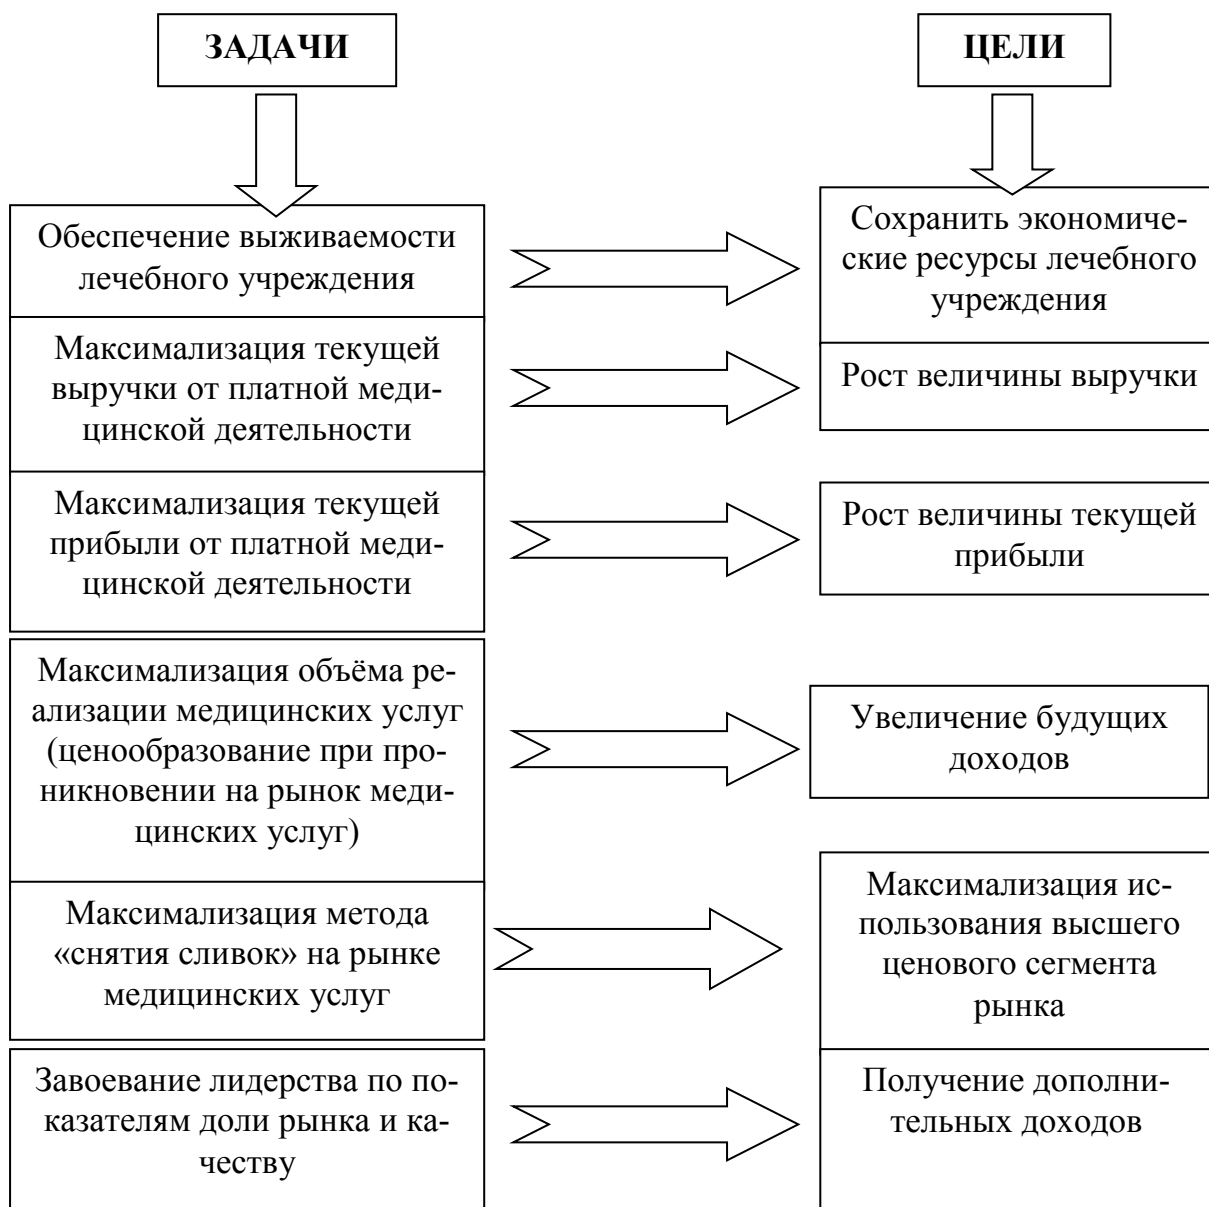 ЗАДАЧИ
ЦЕЛИ
Обеспечение выживаемости
лечебного учреждения
Сохранить экономиче-
ские ресурсы лечебного
учреждения
Максимализация текущей
выручки от платной меди-
цинской деятельности
Рост величины выручки
Максимализация текущей
прибыли от платной меди-
цинской деятельности
Рост величины текущей
прибыли
Максимализация объёма ре-
ализации медицинских услуг
(ценообразование при про-
никновении на рынок меди-
цинских услуг)
Увеличение будущих
доходов
Максимализация метода
«снятия сливок» на рынке
медицинских услуг
Максимализация ис-
пользования высшего
ценового сегмента
рынка
Завоевание лидерства по по-
казателям доли рынка и ка-
честву
Получение дополни-
тельных доходов